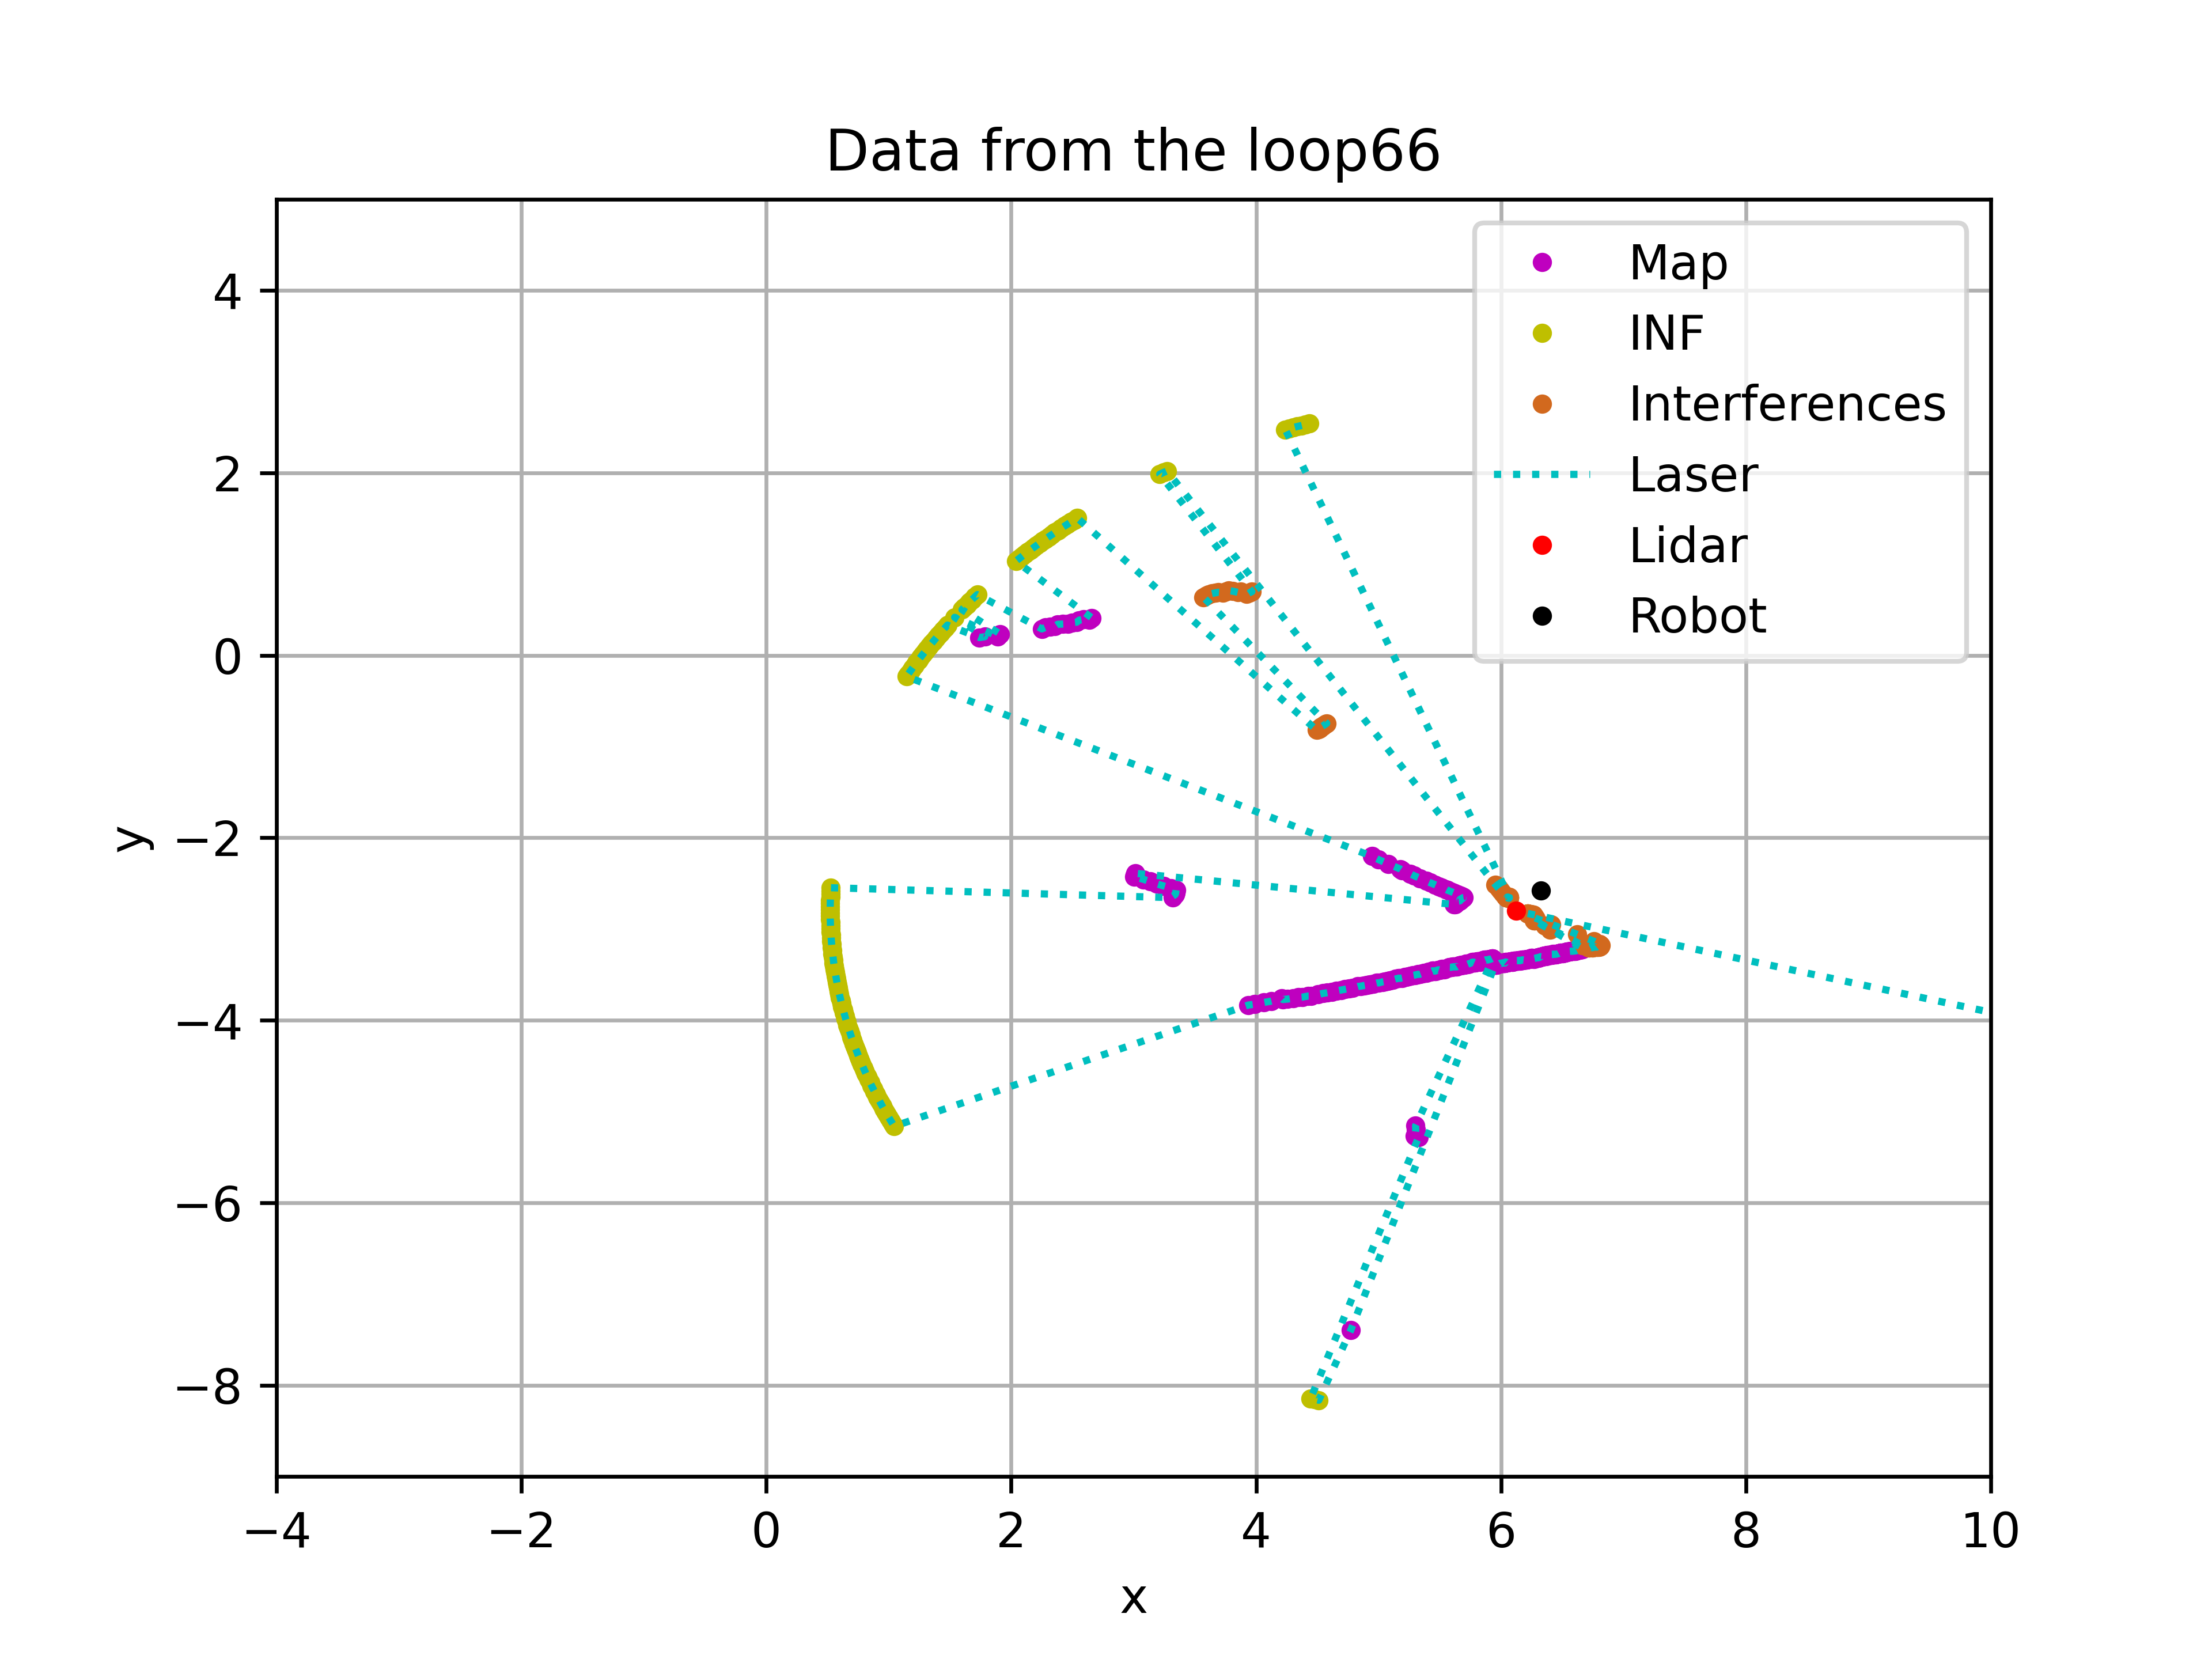 Data from the loop66
Map
INF
Interferences
Laser
Lidar
Robot
4
2
0
−2
−4
−6
−8
y
−4 −2 0 2 4 6 8 10
x